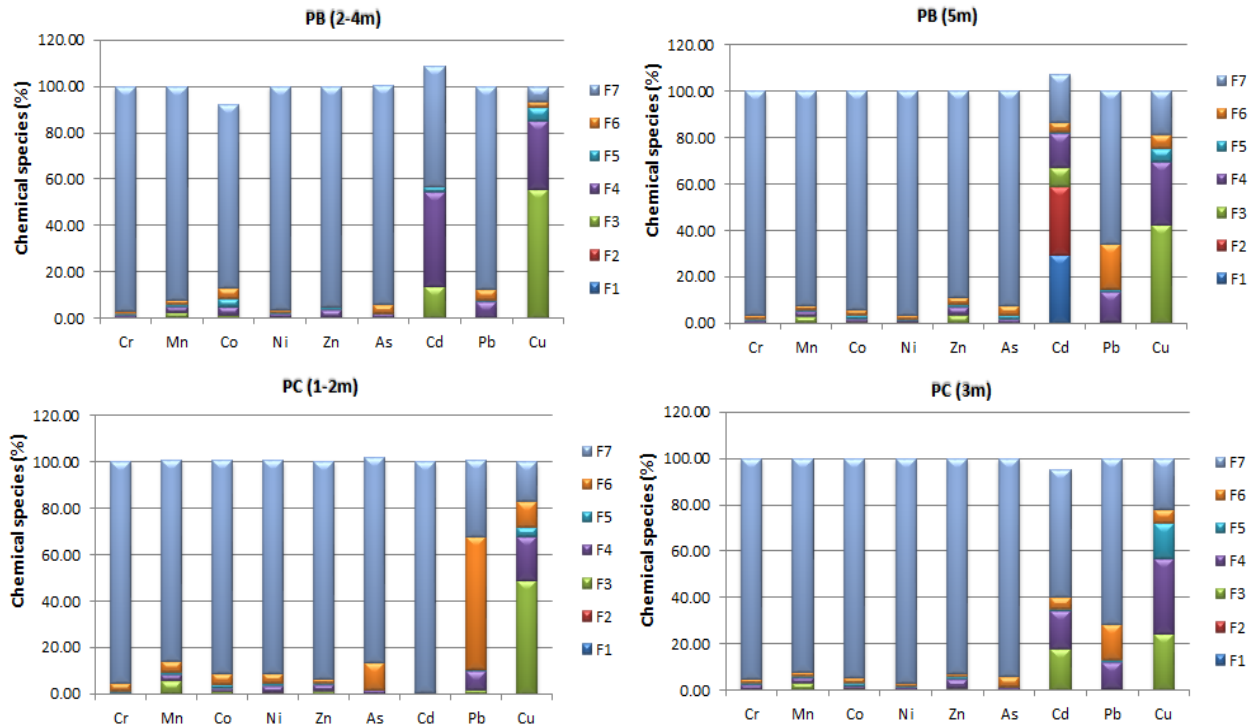 PB (2-4m)
Chemical species (%)
120.00
100.00
80.00
60.00
40.00
20.00
0.00
Cr Mn Co Ni Zn As Cd Pb Cu
F7
F6
F5
F4
F3
F2
F1
PB (5m)
Chemical species (%)
120.00
100.00
80.00
60.00
40.00
20.00
0.00
Cr Mn Co Ni Zn As Cd Pb Cu
F7
F6
F5
F4
F3
F2
F1
PC (1-2m)
Chemical species (%)
120.00
100.00
80.00
60.00
40.00
20.00
0.00
Cr Mn Co Ni Zn As Cd Pb Cu
F7
F6
F5
F4
F3
F2
F1
PC (3m)
Chemical species (%)
120.00
100.00
80.00
60.00
40.00
20.00
0.00
Cr Mn Co Ni Zn As Cd Pb Cu
F7
F6
F5
F4
F3
F2
F1